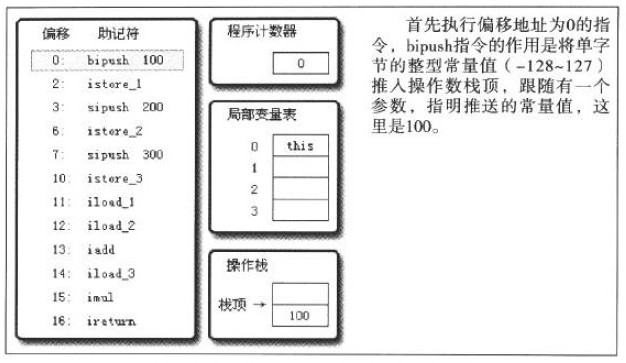 偏移 助记符
0: bipush 100
2: istore_1
3: sipush 200
6: istore_2
7: sipush 300
10: istore_3
11: iload_1
12: iload_2
13: iadd
14: iload_3
15: imul
16: ireturn
程序计数器
0
局部变量表
0 this
1
2
3
操作栈
栈顶 →
100
首先执行偏移地址为0的指
令，bipush指令的作用是将单字
节的整型常量值（-128~127）
推入操作数栈顶，跟随有一个
参数，指明推送的常量值，这
里是100。